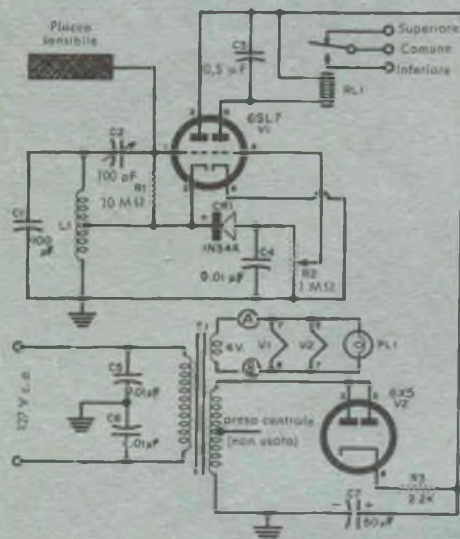 Placca
sensibile
C3
0,5 µF
Superiore
Comune
Inferiore
RL1
6SL7
V1
C2
100 pF
R1
10 MΩ
C1
100
L1
CR1
1N34A
C4
0.01 µF
R2
1 MΩ
127 V c.a
C5
0.01µF
C6
.01µF
T1
6V.
A
V1
V2
PL1
presa centrale
(non usata)
6X5
V2
R3
2.2K
C7
50µF